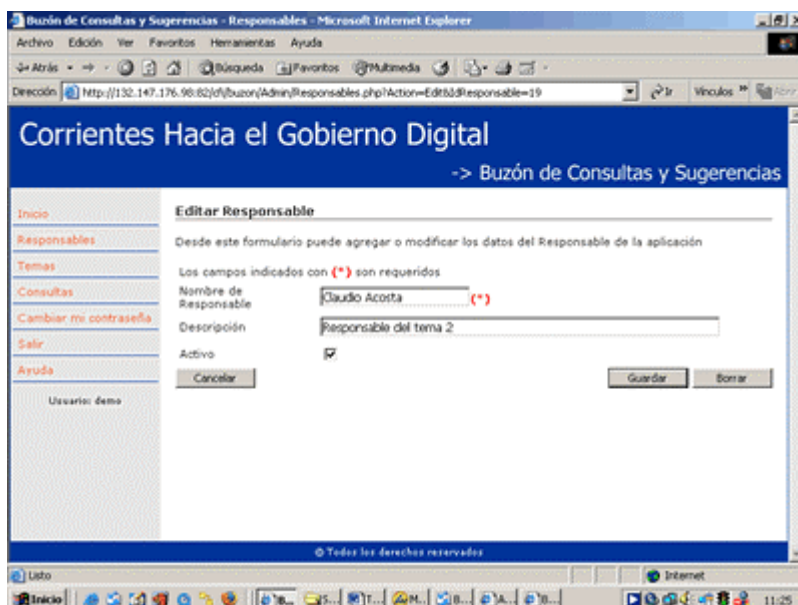 Buzón de Consultas y Sugerencias - Responsables - Microsoft Internet Explorer
Archivo Edición Ver Favoritos Herramientas Ayuda
Atrás Búsqueda Favoritos Multimedia
Dirección http://132.147.176.98:82/cfi/buzon/Admin/Responsables.php?Action=Edit&IdResponsable=19 Ir Vínculos
Corrientes Hacia el Gobierno Digital
-> Buzón de Consultas y Sugerencias
Inicio
Responsables
Temas
Consultas
Cambiar mi contraseña
Salir
Ayuda
Usuario: demo
Editar Responsable
Desde este formulario puede agregar o modificar los datos del Responsable de la aplicación
Los campos indicados con (*) son requeridos
Nombre de Responsable Claudio Acosta (*)
Descripción Responsable del tema 2
Activo
Cancelar Guardar Borrar
© Todos los derechos reservados
Listo Internet
Inicio B... S... T... M... B... A... B... 11:25